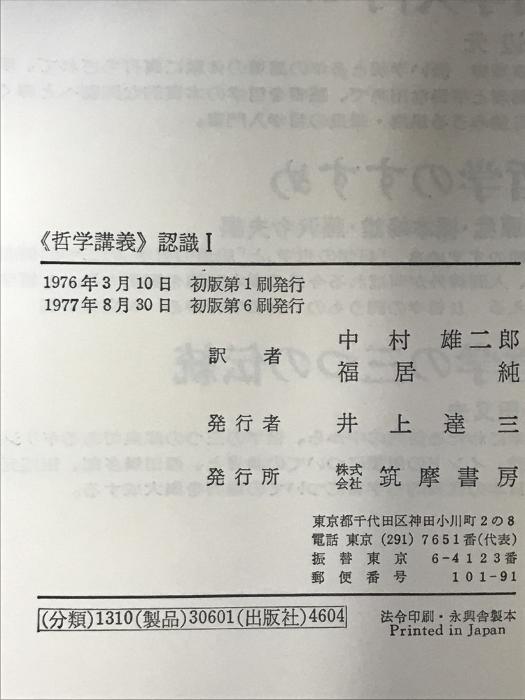 《哲学講義》認識Ⅰ
1976年3月10日 初版第1刷発行
1977年8月30日 初版第6刷発行
訳者 中村雄二郎
福居純
発行者 井上達三
発行所 株式会社 筑摩書房
東京都千代田区神田小川町2の8
電話 東京 (291) 7651番(代表)
振替東京 6-4123番
郵便番号 101-91
(分類)1310(製品)30601(出版社)4604
法令印刷・永興舎製本
Printed in Japan